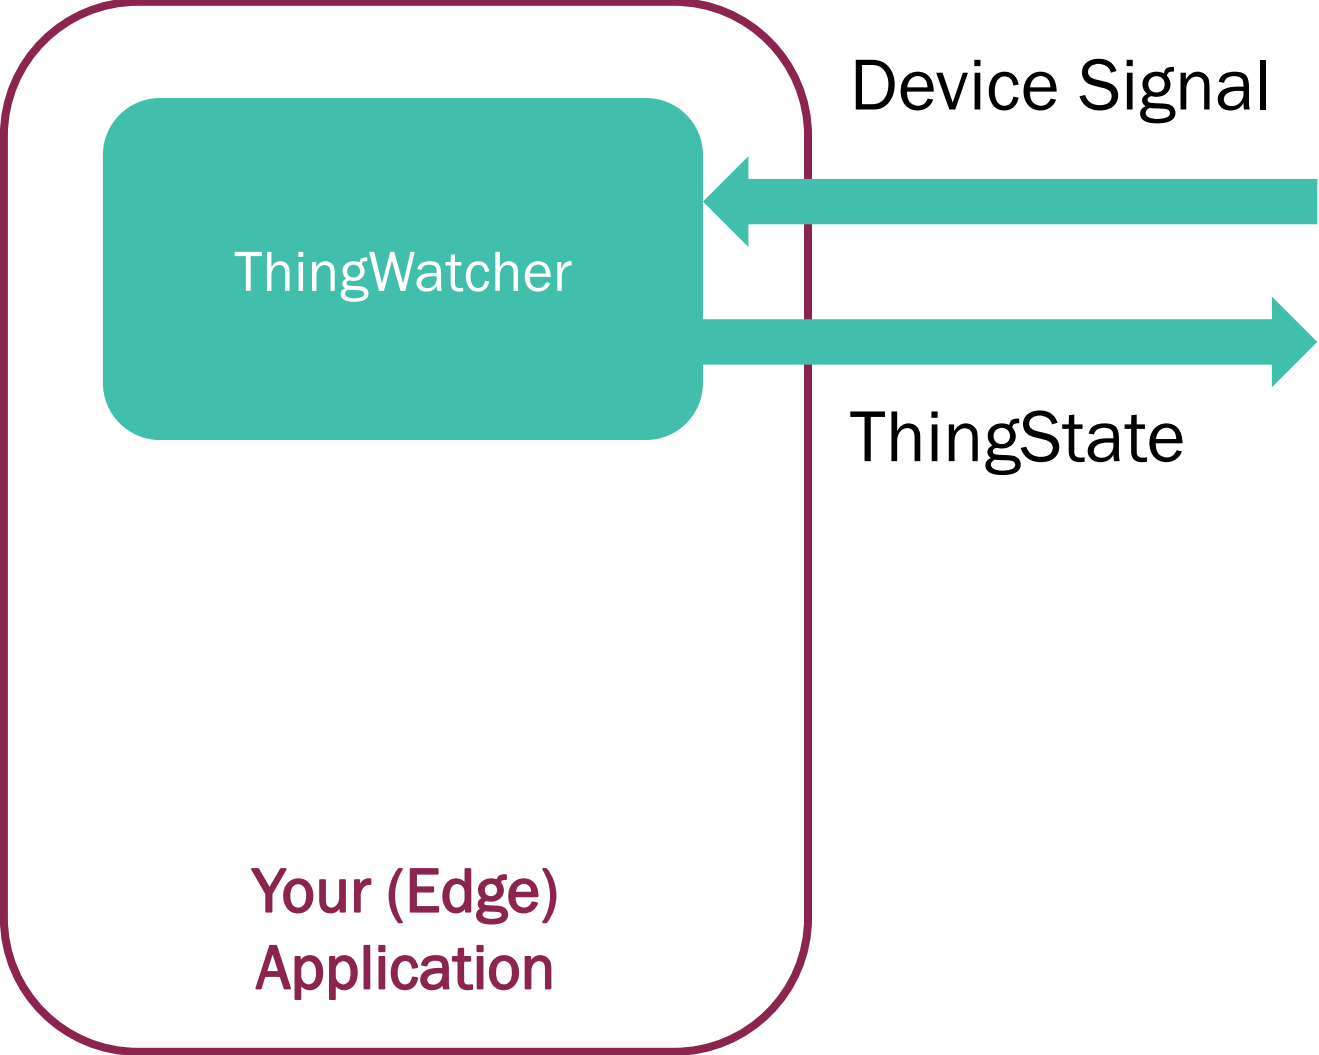 Device Signal
ThingWatcher
ThingState
Your (Edge)
Application